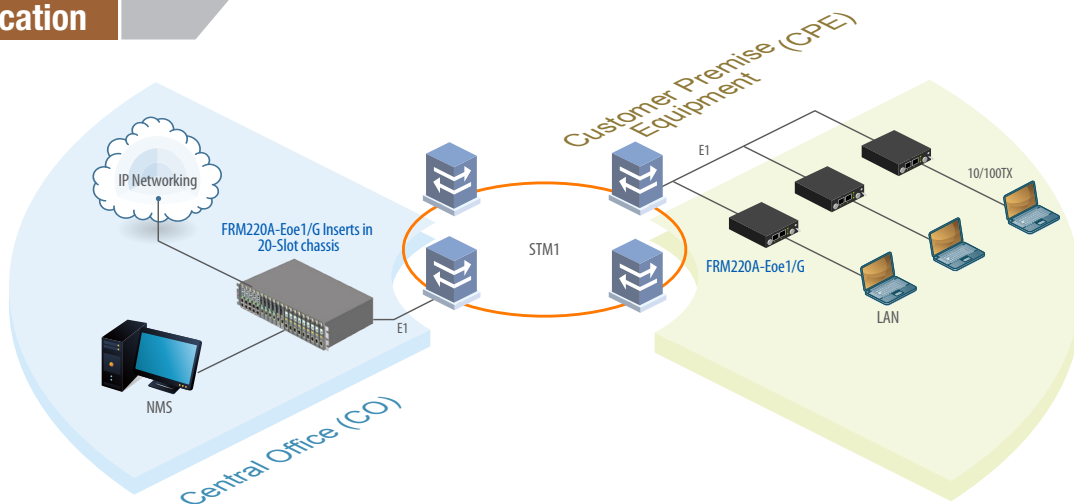 Customer Premise
Equipment (CPE)
IP Networking
FRM220A-Eoe1/G Inserts in
20-Slot chassis
E1
NMS
Central Office (CO)
STM1
E1
10/100TX
FRM220A-Eoe1/G
LAN